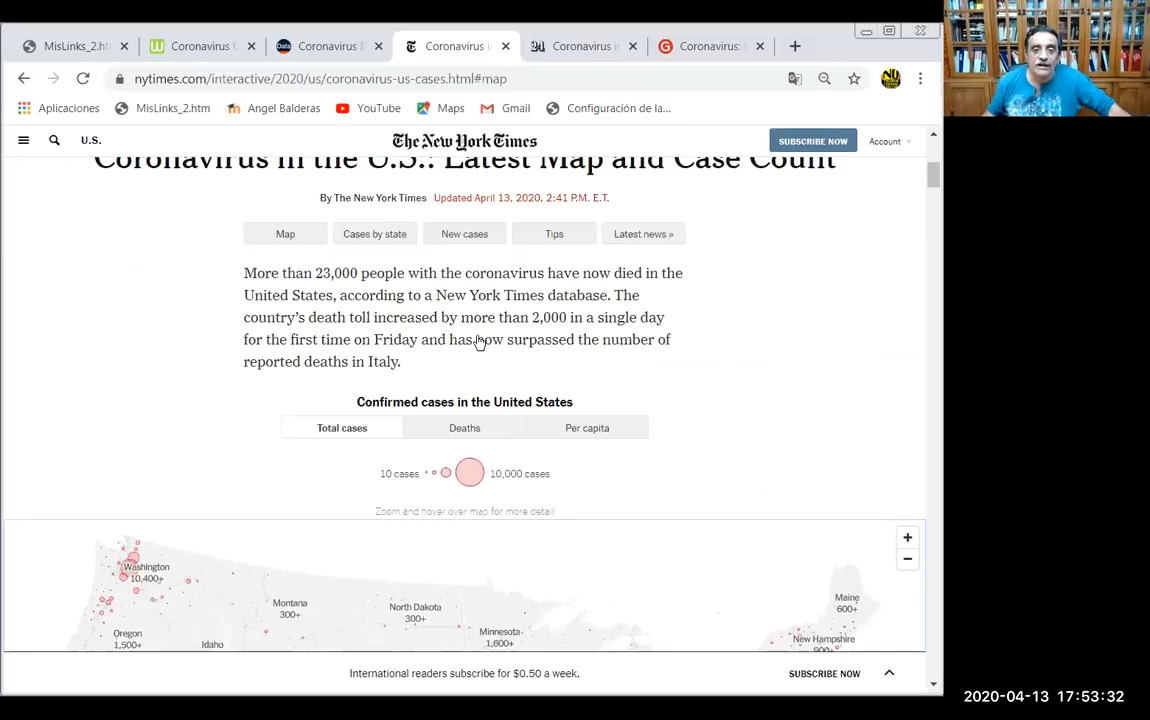 MisLinks_2.ht
Coronavirus U
Coronavirus
Coronavirus i
Coronavirus i
Coronavirus:
nytimes.com/interactive/2020/us/coronavirus-us-cases.html#map
Aplicaciones MisLinks_2.htm Angel Balderas YouTube Maps Gmail Configuración de la...
U.S. The New York Times SUBSCRIBE NOW Account
Coronavirus in the U.S.: Latest Map and Case Count
By The New York Times Updated April 13, 2020, 2:41 P.M. E.T.
Map Cases by state New cases Tips Latest news »
More than 23,000 people with the coronavirus have now died in the
United States, according to a New York Times database. The
country's death toll increased by more than 2,000 in a single day
for the first time on Friday and has now surpassed the number of
reported deaths in Italy.
Confirmed cases in the United States
Total cases Deaths Per capita
10 cases 10,000 cases
Zoom and hover over map for more detail
Washington
10,400+
Montana
300+
North Dakota
300+
Minnesota
1,600+
Maine
600+
Oregon
1,500+
Idaho
New Hampshire
900+
International readers subscribe for $0.50 a week. SUBSCRIBE NOW
2020-04-13 17:53:32